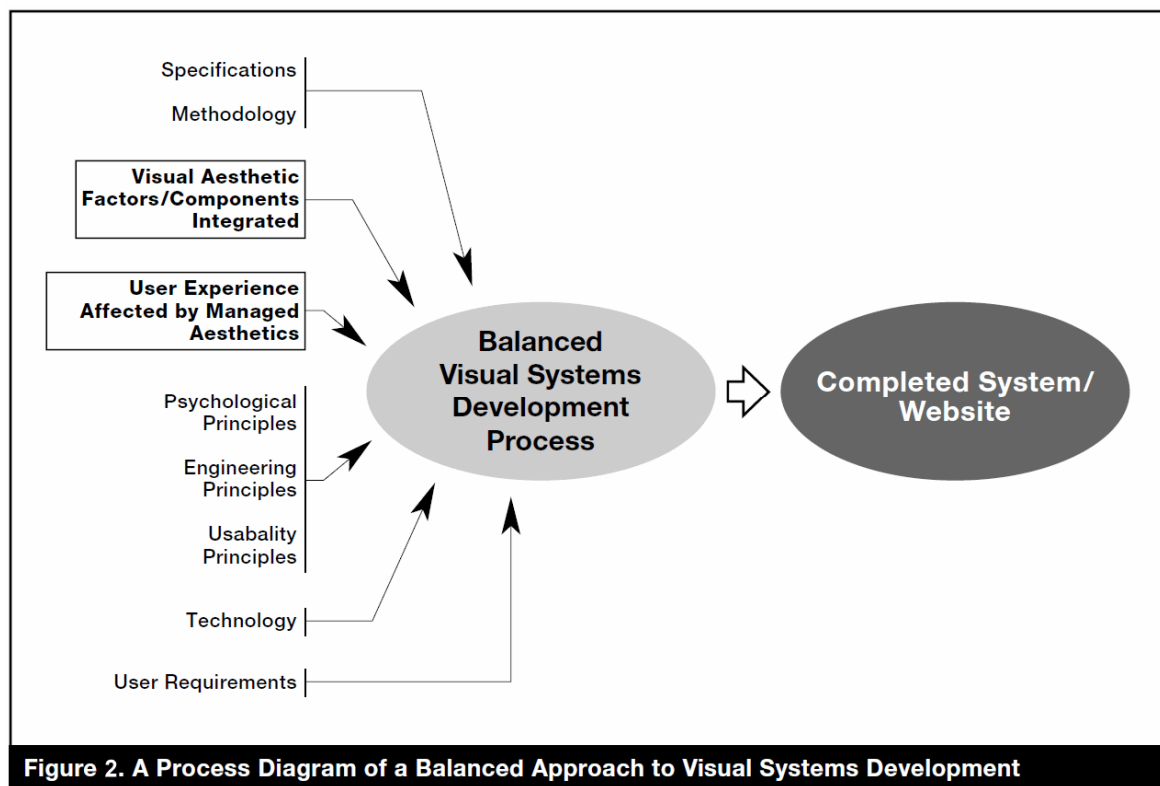 Specifications
Methodology
Visual Aesthetic
Factors/Components
Integrated
User Experience
Affected by Managed
Aesthetics
Psychological
Principles
Engineering
Principles
Usabality
Principles
Technology
User Requirements
Balanced
Visual Systems
Development
Process
Completed System/
Website
Figure 2. A Process Diagram of a Balanced Approach to Visual Systems Development